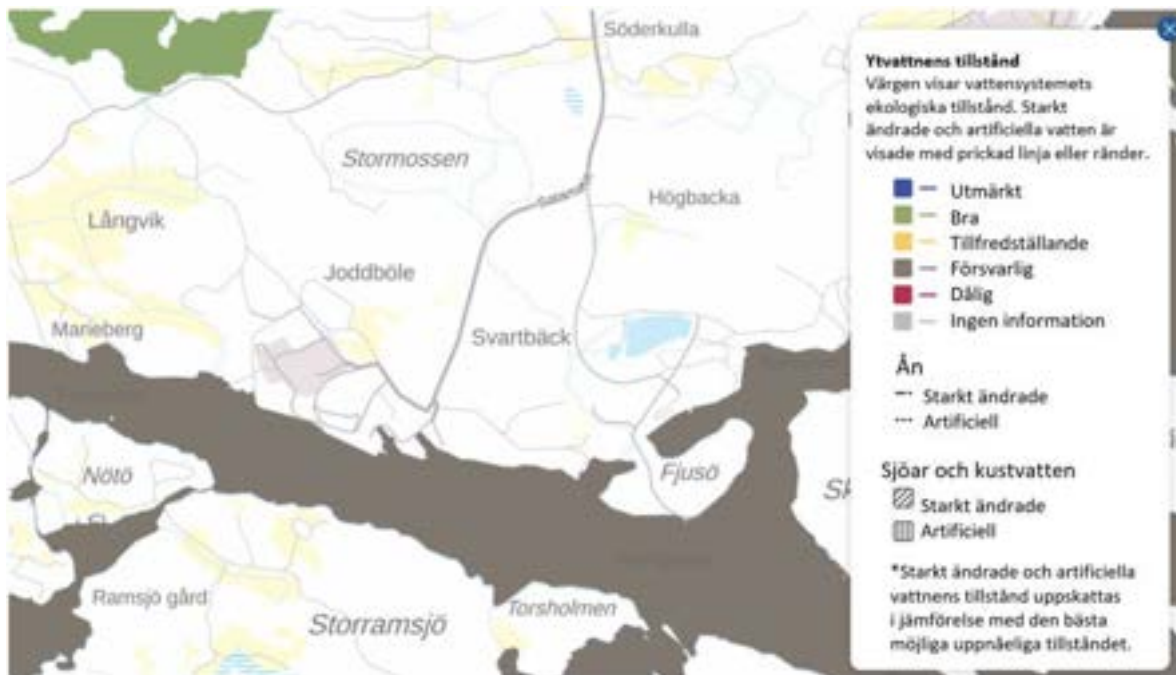 Söderkulla
Stormossen
Högbacka
Långvik
Joddböle
Marieberg
Svartbäck
Nötö
Fjusö
Sk
Ramsjö gård
Storramsjö
Torsholmen
Ytvattnens tillstånd
Värgen visar vattensystemets
ekologiska tillstånd. Starkt
ändrade och artificiella vatten är
visade med prickad linja eller ränder.
Utmärkt
Bra
Tillfredställande
Försvarlig
Dålig
Ingen information
Ån
Starkt ändrade
Artificiell
Sjöar och kustvatten
Starkt ändrade
Artificiell
*Starkt ändrade och artificiella
vattnens tillstånd uppskattas
i jämförelse med den bästa
möjliga uppnåeliga tillståndet.